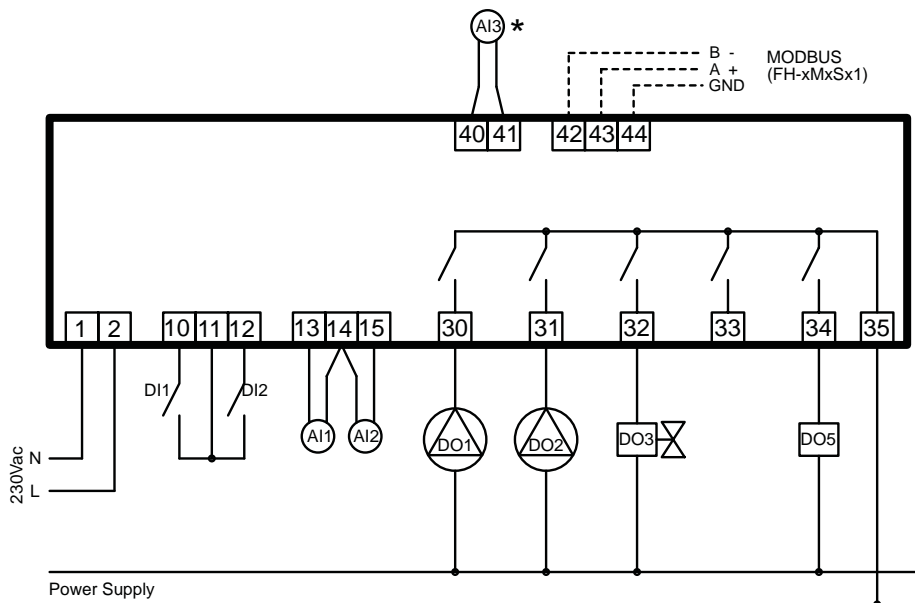 AI3 *
B -
A +
GND
MODBUS
(FH-xMxSx1)
40 41 42 43 44
1 2 10 11 12 13 14 15 30 31 32 33 34 35
DI1 DI2
AI1 AI2
DO1 DO2 DO3 DO5
230Vac
N
L
Power Supply